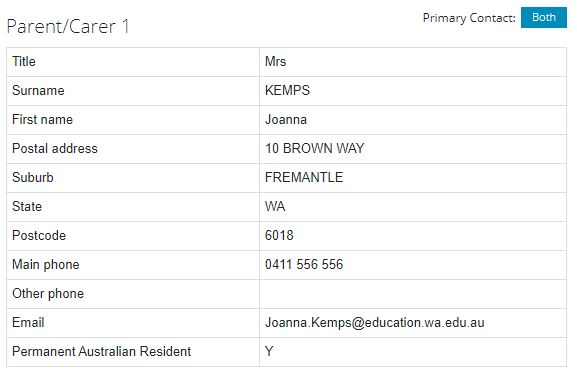 Parent/Carer 1
Primary Contact: Both
Title Mrs
Surname KEMPS
First name Joanna
Postal address 10 BROWN WAY
Suburb FREMANTLE
State WA
Postcode 6018
Main phone 0411 556 556
Other phone
Email Joanna.Kemps@education.wa.edu.au
Permanent Australian Resident Y